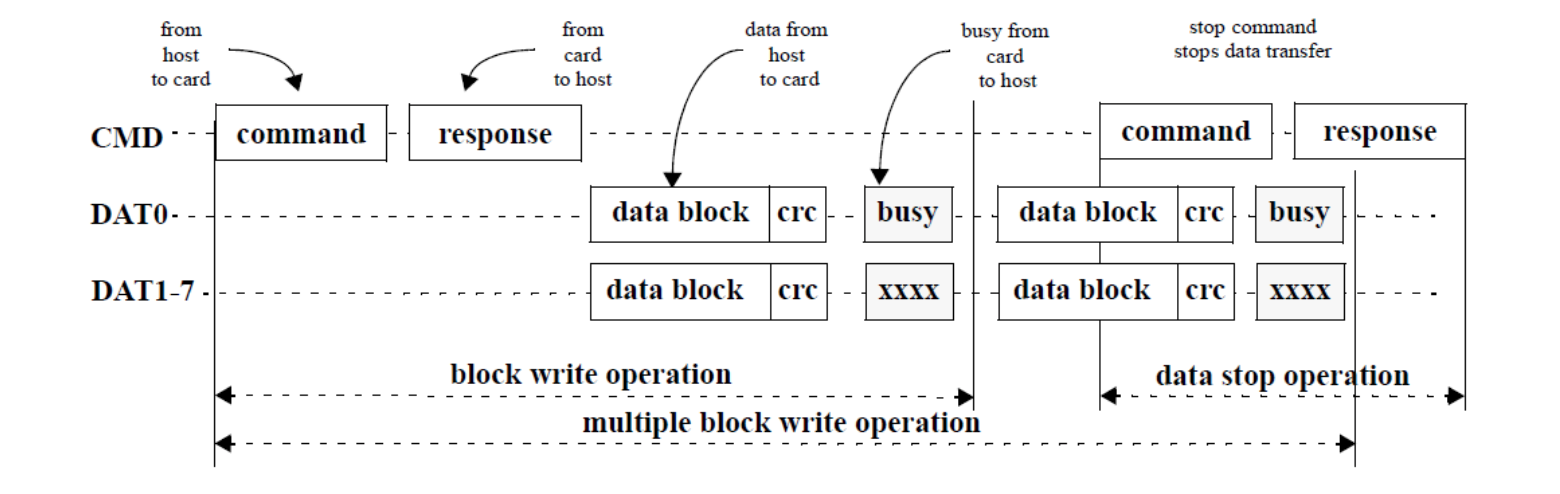 from
host
to card
from
card
to host
data from
host
to card
busy from
card
to host
stop command
stops data transfer
CMD
command
response
command
response
DAT0
data block
crc
busy
data block
crc
busy
DAT1-7
data block
crc
xxxx
data block
crc
xxxx
block write operation
data stop operation
multiple block write operation